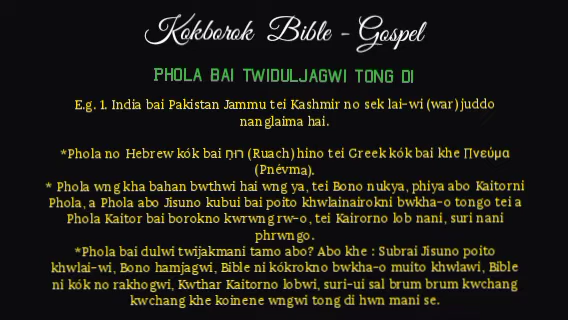 Kokborok Bible - Gospel
PHOLA BAI TWIDULJAGWI TONG DI
E.g. 1. India bai Pakistan Jammu tei Kashmir no sek lai-wi (war) juddo
nanglaima hai.
*Phola no Hebrew kók bai רוּחַ (Ruach) hino tei Greek kók bai khe Πνεύμα
(Pnévma).
* Phola wng kha bahan bwthwi hai wng ya, tei Bono nukya, phiya abo Kaitorni
Phola, a Phola abo Jisuno kubui bai poito khwlainairokni bwkha-o tongo tei a
Phola Kaitor bai borokno kwrwng rw-o, tei Kairorno lob nani, suri nani
phrwngo.
*Phola bai dulwi twijakmani tamo abo? Abo khe : Subrai Jisuno poito
khwlai-wi, Bono hamjagwi, Bible ni kókrokno bwkha-o muito khwlawi, Bible
ni kók no rakhogwi, Kwthar Kaitorno lobwi, suri-ui sal brum brum kwchang
kwchang khe koinene wngwi tong di hwn mani se.